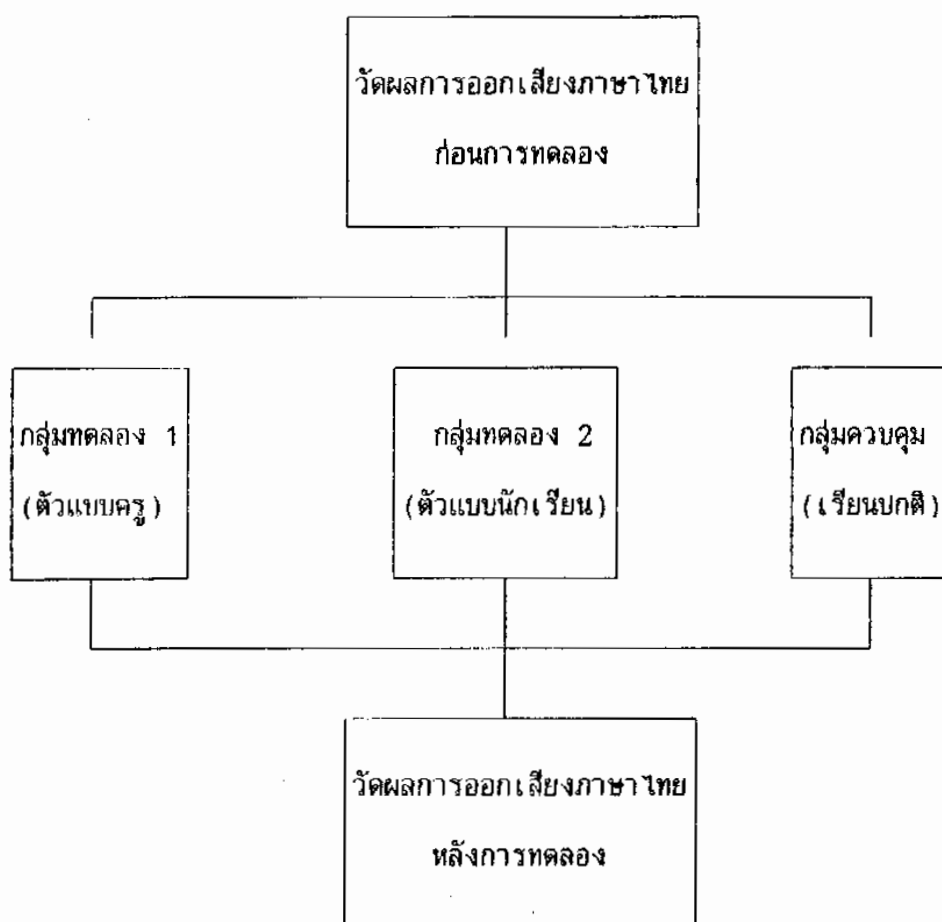 วัดผลการออกเสียงภาษาไทย
ก่อนการทดลอง
กลุ่มทดลอง 1
(ตัวแบบครู)
กลุ่มทดลอง 2
(ตัวแบบนักเรียน)
กลุ่มควบคุม
(เรียนปกติ)
วัดผลการออกเสียงภาษาไทย
หลังการทดลอง